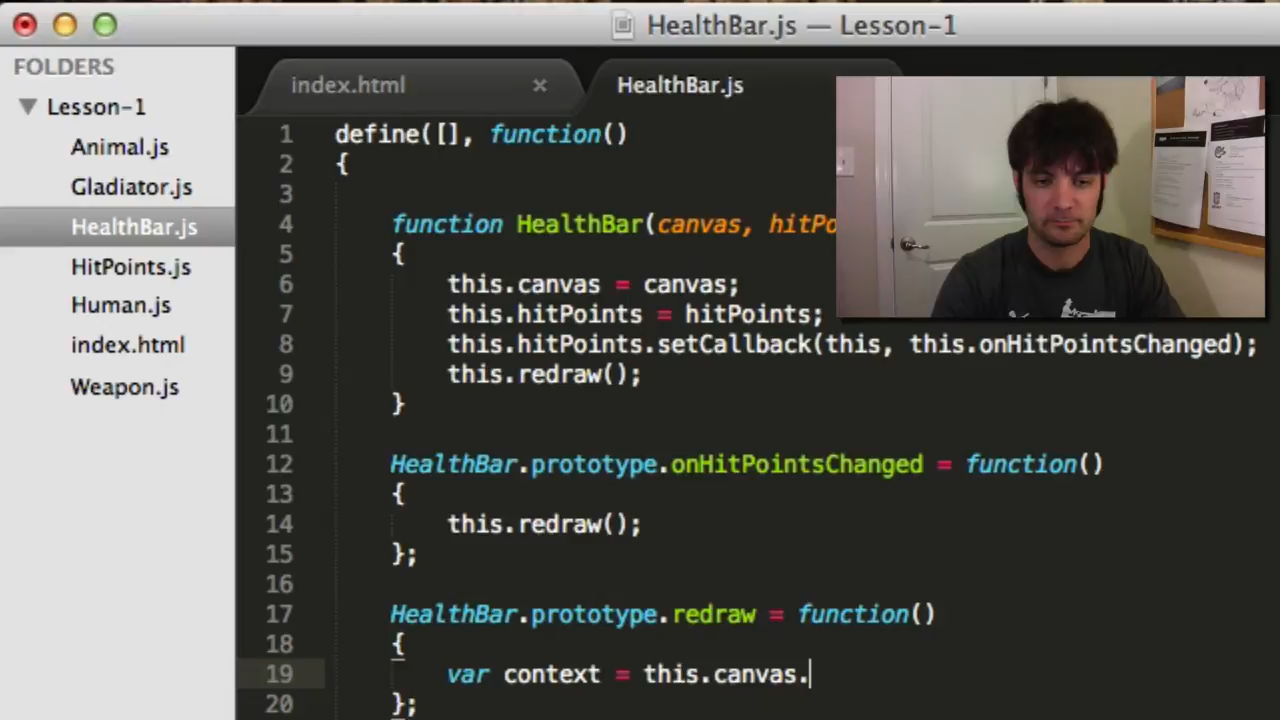 HealthBar.js — Lesson-1
FOLDERS
Lesson-1
Animal.js
Gladiator.js
HealthBar.js
HitPoints.js
Human.js
index.html
Weapon.js
index.html ×
HealthBar.js
1 define([], function()
2 {
3
4 function HealthBar(canvas, hitPo
5 {
6 this.canvas = canvas;
7 this.hitPoints = hitPoints;
8 this.hitPoints.setCallback(this, this.onHitPointsChanged);
9 this.redraw();
10 }
11
12 HealthBar.prototype.onHitPointsChanged = function()
13 {
14 this.redraw();
15 };
16
17 HealthBar.prototype.redraw = function()
18 {
19 var context = this.canvas.
20 };